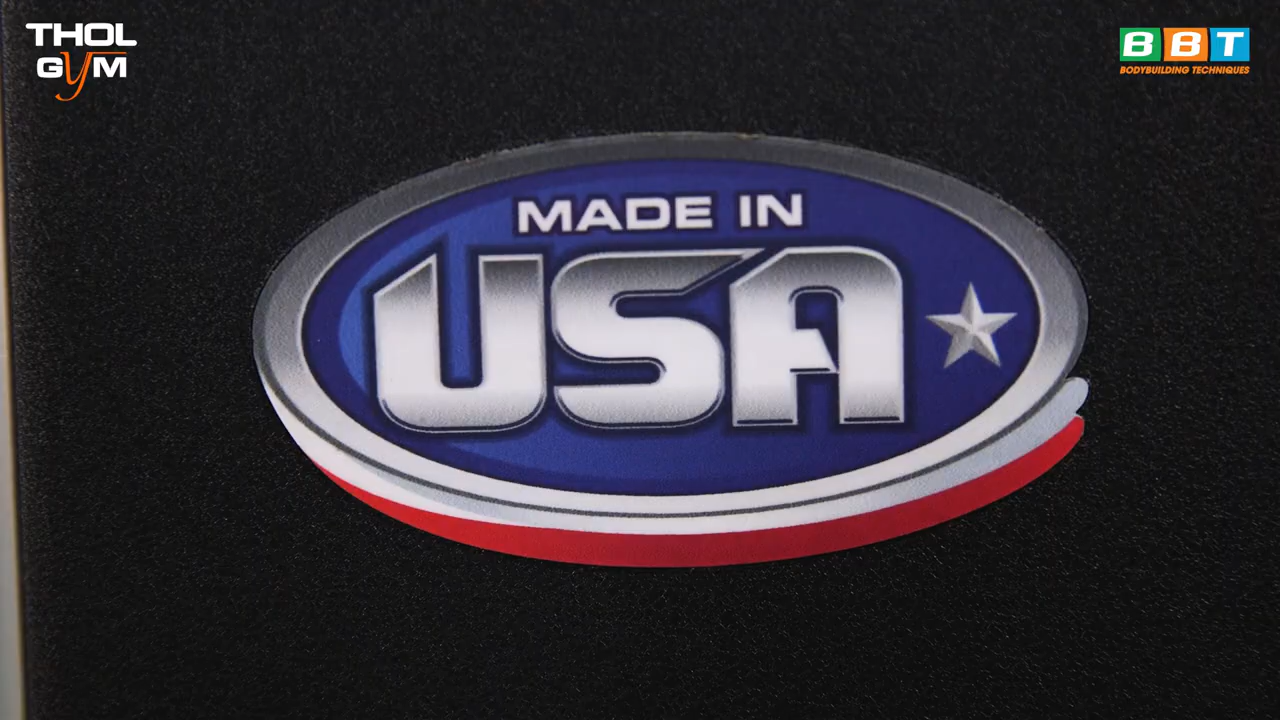 THOL
GYM
BBT
BODYBUILDING TECHNIQUES
MADE IN
USA